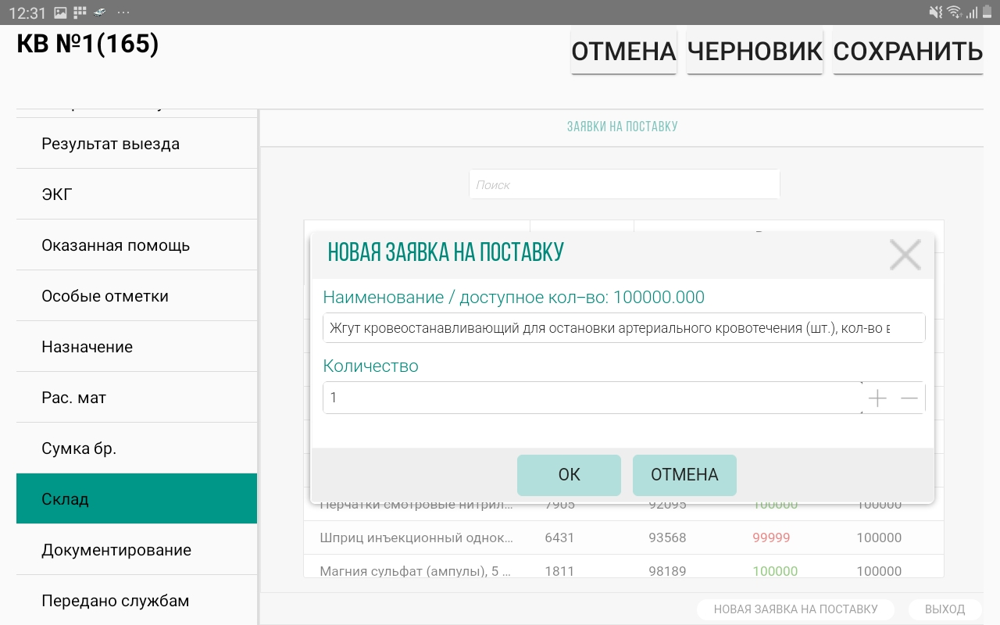 12:31
КВ №1(165)
ОТМЕНА ЧЕРНОВИК СОХРАНИТЬ
ЗАЯВКИ НА ПОСТАВКУ
Результат выезда
Поиск
ЭКГ
Оказанная помощь
НОВАЯ ЗАЯВКА НА ПОСТАВКУ
Особые отметки
Наименование / доступное кол–во: 100000.000
Жгут кровеостанавливающий для остановки артериального кровотечения (шт.), кол-во в
Назначение
Количество
Рас. мат
1
Сумка бр.
ОК ОТМЕНА
Склад
Перчатки смотровые нитрил... 7905 92095 100000 100000
Шприц инъекционный однок... 6431 93568 99999 100000
Документирование
Магния сульфат (ампулы), 5 ... 1811 98189 100000 100000
Передано службам
НОВАЯ ЗАЯВКА НА ПОСТАВКУ ВЫХОД